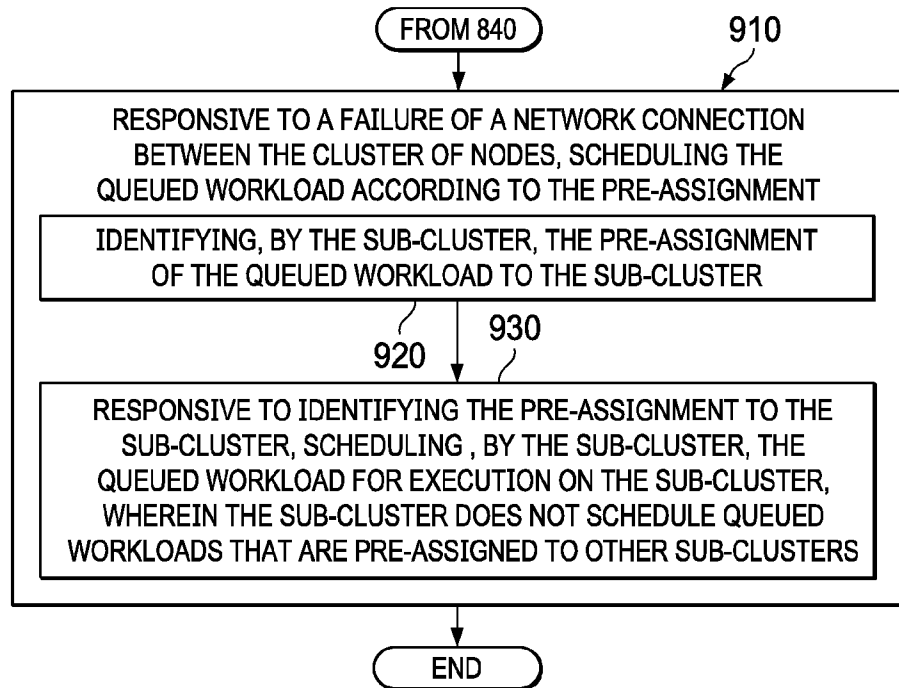 FROM 840
910
RESPONSIVE TO A FAILURE OF A NETWORK CONNECTION
BETWEEN THE CLUSTER OF NODES, SCHEDULING THE
QUEUED WORKLOAD ACCORDING TO THE PRE-ASSIGNMENT
IDENTIFYING, BY THE SUB-CLUSTER, THE PRE-ASSIGNMENT
OF THE QUEUED WORKLOAD TO THE SUB-CLUSTER
920
930
RESPONSIVE TO IDENTIFYING THE PRE-ASSIGNMENT TO THE
SUB-CLUSTER, SCHEDULING , BY THE SUB-CLUSTER, THE
QUEUED WORKLOAD FOR EXECUTION ON THE SUB-CLUSTER,
WHEREIN THE SUB-CLUSTER DOES NOT SCHEDULE QUEUED
WORKLOADS THAT ARE PRE-ASSIGNED TO OTHER SUB-CLUSTERS
END